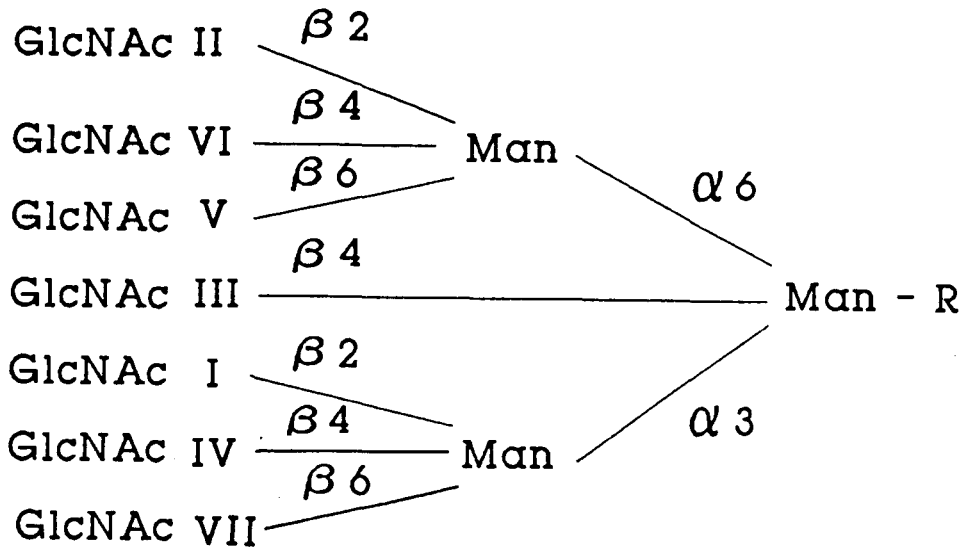 β 2
GlcNAc II
β 4
GlcNAc VI
Man
β 6
α 6
GlcNAc V
β 4
GlcNAc III
Man - R
β 2
GlcNAc I
β 4
α 3
GlcNAc IV
Man
β 6
GlcNAc VII